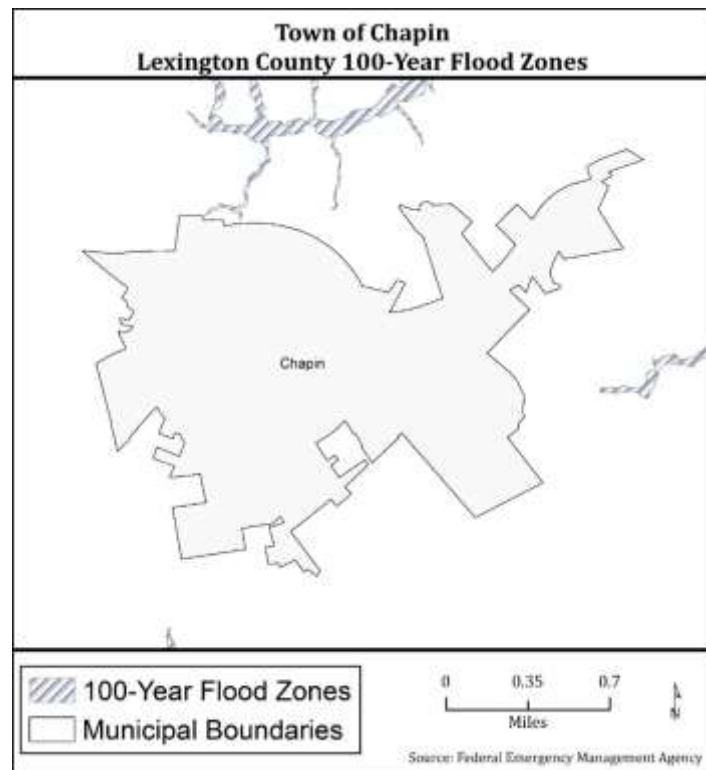 Town of Chapin
Lexington County 100-Year Flood Zones
Chapin
100-Year Flood Zones
Municipal Boundaries
0 0.35 0.7
Miles
N
Source: Federal Emergency Management Agency